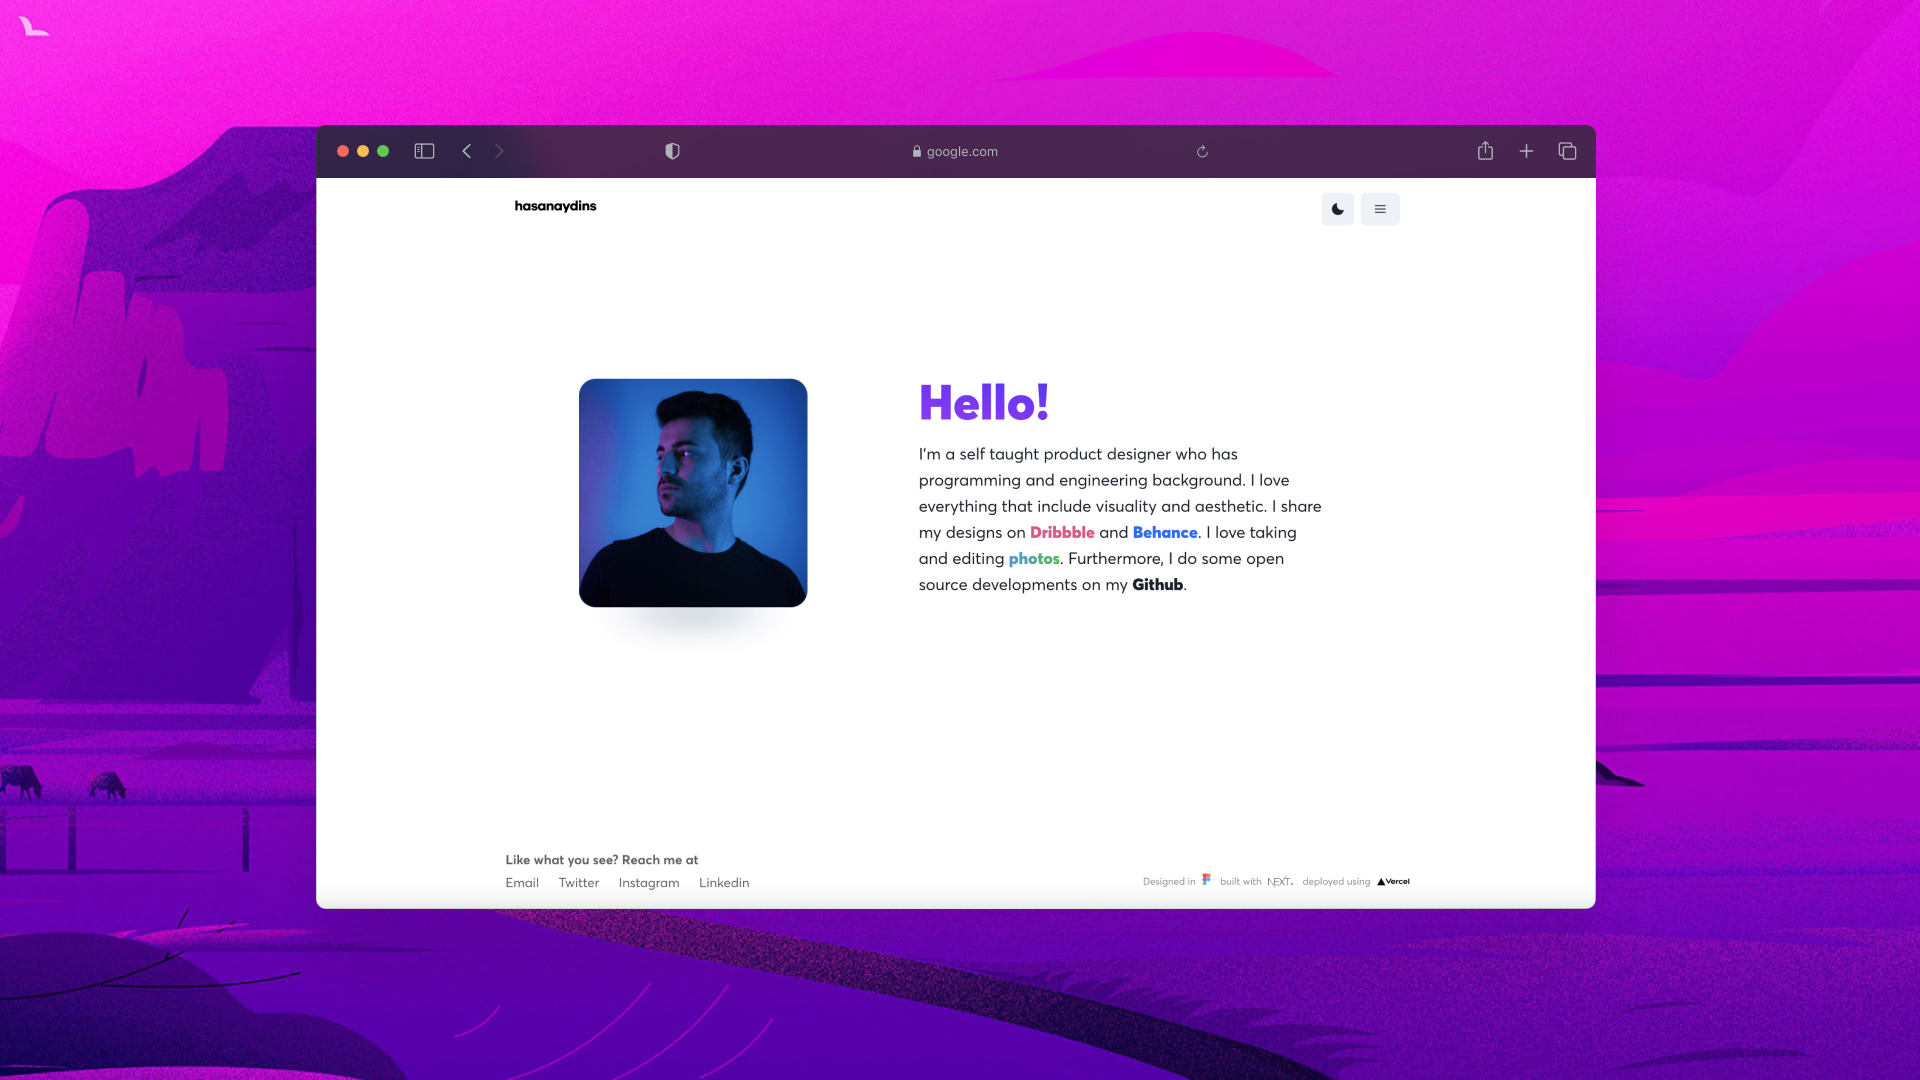 google.com
hasanaydins
Hello!
I'm a self taught product designer who has
programming and engineering background. I love
everything that include visuality and aesthetic. I share
my designs on Dribbble and Behance. I love taking
and editing photos. Furthermore, I do some open
source developments on my Github.
Like what you see? Reach me at
Email Twitter Instagram Linkedin
Designed in built with NEXT. deployed using Vercel